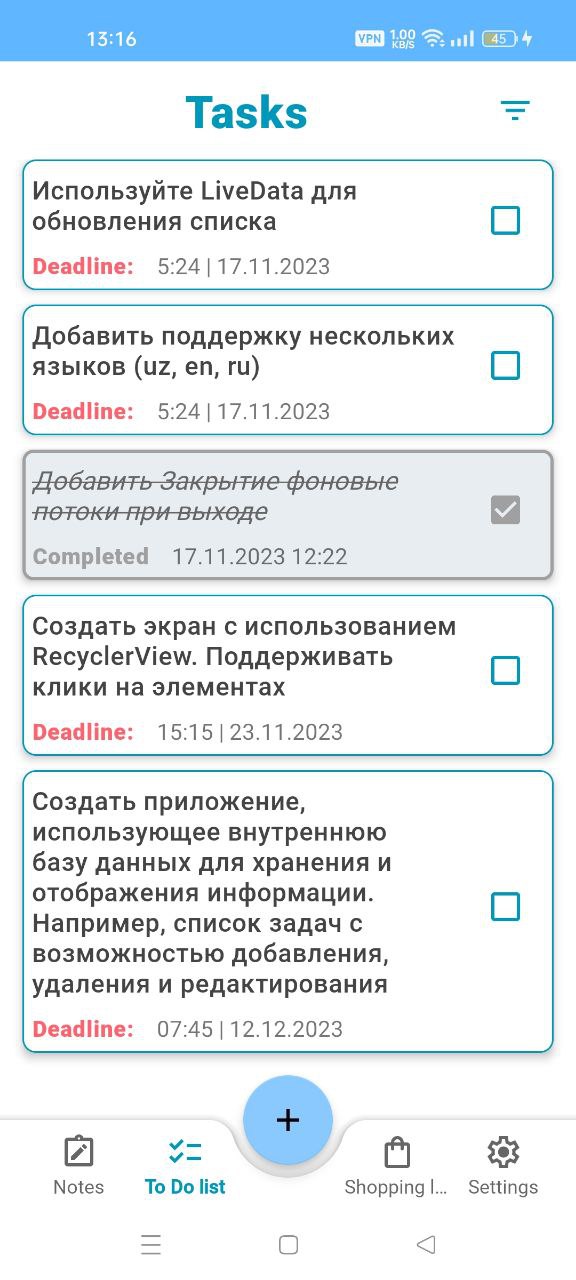 13:16
VPN 1.00 KB/S 45
Tasks
Используйте LiveData для
обновления списка
Deadline: 5:24 | 17.11.2023
Добавить поддержку нескольких
языков (uz, en, ru)
Deadline: 5:24 | 17.11.2023
Добавить Закрытие фоновые
потоки при выходе
Completed 17.11.2023 12:22
Создать экран с использованием
RecyclerView. Поддерживать
клики на элементах
Deadline: 15:15 | 23.11.2023
Создать приложение,
использующее внутреннюю
базу данных для хранения и
отображения информации.
Например, список задач с
возможностью добавления,
удаления и редактирования
Deadline: 07:45 | 12.12.2023
Notes
To Do list
Shopping l...
Settings